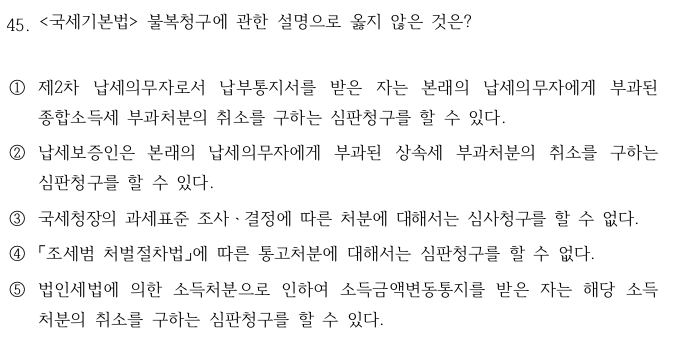 45. <국세기본법> 불복청구에 관한 설명으로 옳지 않은 것은?
① 제2차 납세의무자로서 납부통지서를 받은 자는 본래의 납세의무자에게 부과된
종합소득세 부과처분의 취소를 구하는 심판청구를 할 수 있다.
② 납세보증인은 본래의 납세의무자에게 부과된 상속세 부과처분의 취소를 구하는
심판청구를 할 수 있다.
③ 국세청장의 과세표준 조사ㆍ결정에 따른 처분에 대해서는 심사청구를 할 수 없다.
④ 「조세범 처벌절차법」에 따른 통고처분에 대해서는 심판청구를 할 수 없다.
⑤ 법인세법에 의한 소득처분으로 인하여 소득금액변동통지를 받은 자는 해당 소득
처분의 취소를 구하는 심판청구를 할 수 있다.